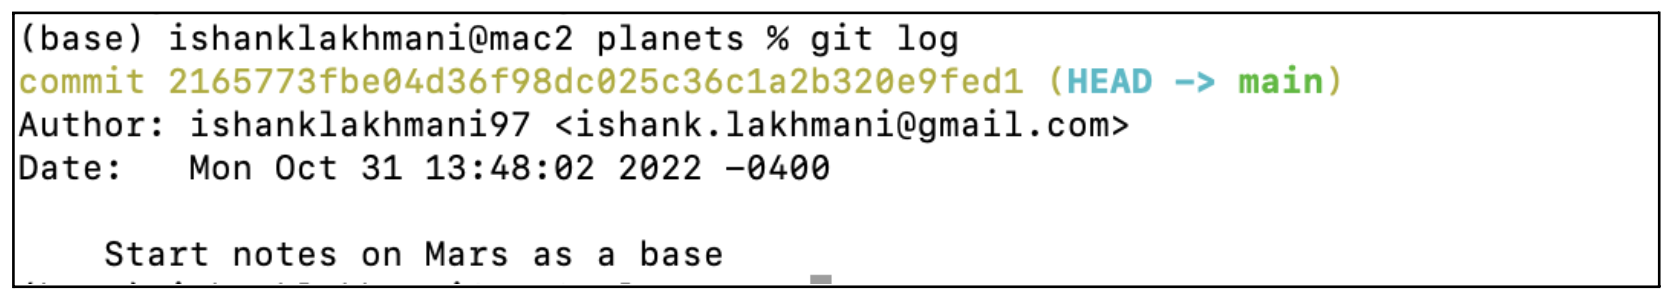 (base) ishanklakhmani@mac2 planets % git log
commit 2165773fbe04d36f98dc025c36c1a2b320e9fed1 (HEAD -> main)
Author: ishanklakhmani97 <ishank.lakhmani@gmail.com>
Date:   Mon Oct 31 13:48:02 2022 -0400
    Start notes on Mars as a base